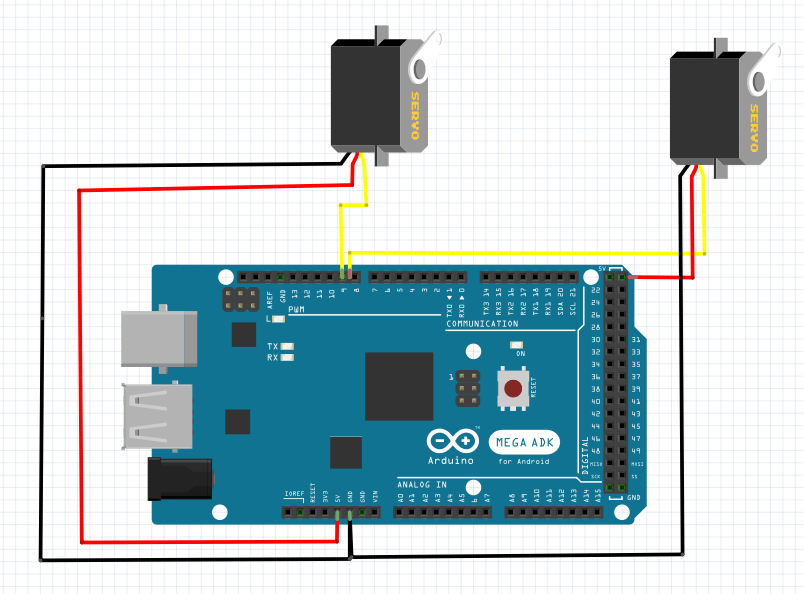 SERVO
SERVO
5V
AREF
GND
13
12
11
10
9
8
7
6
5
4
3
2
TX0 ◄ 1
RX0 ► 0
TX3 14
RX3 15
TX2 16
RX2 17
TX1 18
RX1 19
SDA 20
SCL 21
PWM
L
COMMUNICATION
22
24
26
28
30 31
32 33
34 35
36 37
38 39
40 41
42 43
44 45
46 47
48 49
MISO MOSI
SCK SS
GND
DIGITAL
TX
RX
ON
1
RESET
MEGA ADK
for Android
Arduino
TM
ANALOG IN
IOREF
RESET
3V3
5V
GND
GND
VIN
A0
A1
A2
A3
A4
A5
A7
A8
A9
A10
A11
A12
A13
A14
A15